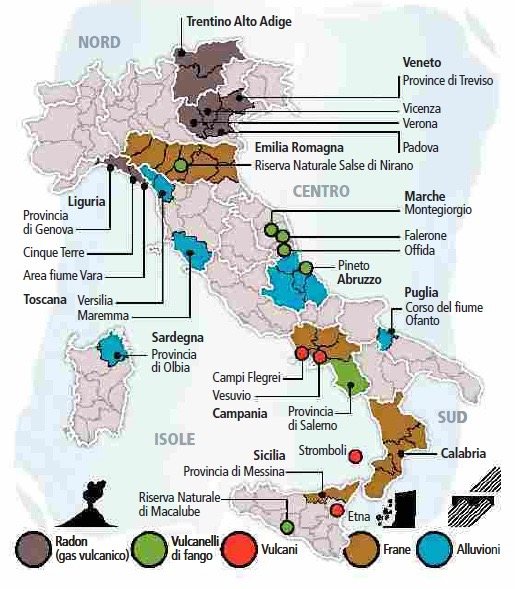 Trentino Alto Adige
NORD
Veneto
Province di Treviso
Vicenza
Verona
Padova
Emilia Romagna
Riserva Naturale Salse di Nirano
CENTRO
Marche
Montegiorgio
Falerone
Offida
Liguria
Provincia
di Genova
Cinque Terre
Area fiume Vara
Toscana
Versilia
Maremma
Pineto
Abruzzo
Puglia
Corso del fiume
Ofanto
Sardegna
Provincia
di Olbia
Campi Flegrei
Vesuvio
Campania
Provincia
di Salerno
SUD
ISOLE
Stromboli
Calabria
Sicilia
Provincia di Messina
Riserva Naturale
di Macalube
Etna
Radon
(gas vulcanico)
Vulcanelli
di fango
Vulcani
Frane
Alluvioni